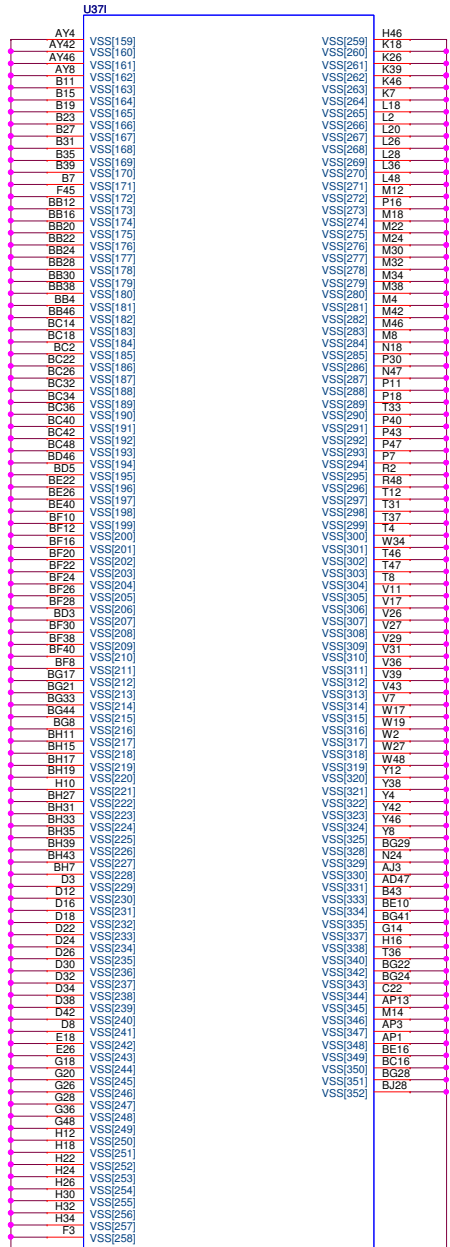 U37I
AY4 VSS[159] VSS[259] H46
AY42 VSS[160] VSS[260] K18
AY46 VSS[161] VSS[261] K26
AY8 VSS[162] VSS[262] K39
B11 VSS[163] VSS[263] K46
B15 VSS[164] VSS[264] K7
B19 VSS[165] VSS[265] L18
B23 VSS[166] VSS[266] L2
B27 VSS[167] VSS[267] L20
B31 VSS[168] VSS[268] L26
B35 VSS[169] VSS[269] L28
B39 VSS[170] VSS[270] L36
B7 VSS[171] VSS[271] L48
F45 VSS[172] VSS[272] M12
BB12 VSS[173] VSS[273] P16
BB16 VSS[174] VSS[274] M18
BB20 VSS[175] VSS[275] M22
BB22 VSS[176] VSS[276] M24
BB24 VSS[177] VSS[277] M30
BB28 VSS[178] VSS[278] M32
BB30 VSS[179] VSS[279] M34
BB38 VSS[180] VSS[280] M38
BB4 VSS[181] VSS[281] M4
BB46 VSS[182] VSS[282] M42
BC14 VSS[183] VSS[283] M46
BC18 VSS[184] VSS[284] M8
BC2 VSS[185] VSS[285] N18
BC22 VSS[186] VSS[286] P30
BC26 VSS[187] VSS[287] N47
BC32 VSS[188] VSS[288] P11
BC34 VSS[189] VSS[289] P18
BC36 VSS[190] VSS[290] T33
BC40 VSS[191] VSS[291] P40
BC42 VSS[192] VSS[292] P43
BC48 VSS[193] VSS[293] P47
BD46 VSS[194] VSS[294] P7
BD5 VSS[195] VSS[295] R2
BE22 VSS[196] VSS[296] R48
BE26 VSS[197] VSS[297] T12
BE40 VSS[198] VSS[298] T31
BF10 VSS[199] VSS[299] T37
BF12 VSS[200] VSS[300] T4
BF16 VSS[201] VSS[301] W34
BF20 VSS[202] VSS[302] T46
BF22 VSS[203] VSS[303] T47
BF24 VSS[204] VSS[304] T8
BF26 VSS[205] VSS[305] V11
BF28 VSS[206] VSS[306] V17
BD3 VSS[207] VSS[307] V26
BF30 VSS[208] VSS[308] V27
BF38 VSS[209] VSS[309] V29
BF40 VSS[210] VSS[310] V31
BF8 VSS[211] VSS[311] V36
BG17 VSS[212] VSS[312] V39
BG21 VSS[213] VSS[313] V43
BG33 VSS[214] VSS[314] V7
BG44 VSS[215] VSS[315] W17
BG8 VSS[216] VSS[316] W19
BH11 VSS[217] VSS[317] W2
BH15 VSS[218] VSS[318] W27
BH17 VSS[219] VSS[319] W48
BH19 VSS[220] VSS[320] Y12
H10 VSS[221] VSS[321] Y38
BH27 VSS[222] VSS[322] Y4
BH31 VSS[223] VSS[323] Y42
BH33 VSS[224] VSS[324] Y46
BH35 VSS[225] VSS[325] Y8
BH39 VSS[226] VSS[328] BG29
BH43 VSS[227] VSS[329] N24
BH7 VSS[228] VSS[330] AJ3
D3 VSS[229] VSS[331] AD47
D12 VSS[230] VSS[333] B43
D16 VSS[231] VSS[334] BE10
D18 VSS[232] VSS[335] BG41
D22 VSS[233] VSS[337] G14
D24 VSS[234] VSS[338] H16
D26 VSS[235] VSS[340] T36
D30 VSS[236] VSS[342] BG22
D32 VSS[237] VSS[343] BG24
D34 VSS[238] VSS[344] C22
D38 VSS[239] VSS[345] AP13
D42 VSS[240] VSS[346] M14
D8 VSS[241] VSS[347] AP3
E18 VSS[242] VSS[348] AP1
E26 VSS[243] VSS[349] BE16
G18 VSS[244] VSS[350] BC16
G20 VSS[245] VSS[351] BG28
G26 VSS[246] VSS[352] BJ28
G28 VSS[247]
G36 VSS[248]
G48 VSS[249]
H12 VSS[250]
H18 VSS[251]
H22 VSS[252]
H24 VSS[253]
H26 VSS[254]
H30 VSS[255]
H32 VSS[256]
H34 VSS[257]
F3 VSS[258]